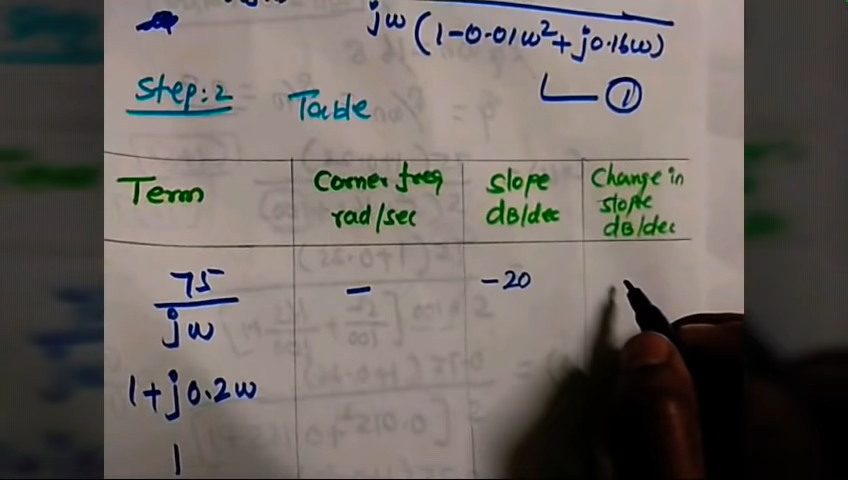 jω (1-0.01ω²+j0.16ω)
①
Step:2 Table
Term Corner freq rad/sec Slope dB/dec Change in slope dB/dec
75 — -20
jω
1+j0.2ω
1